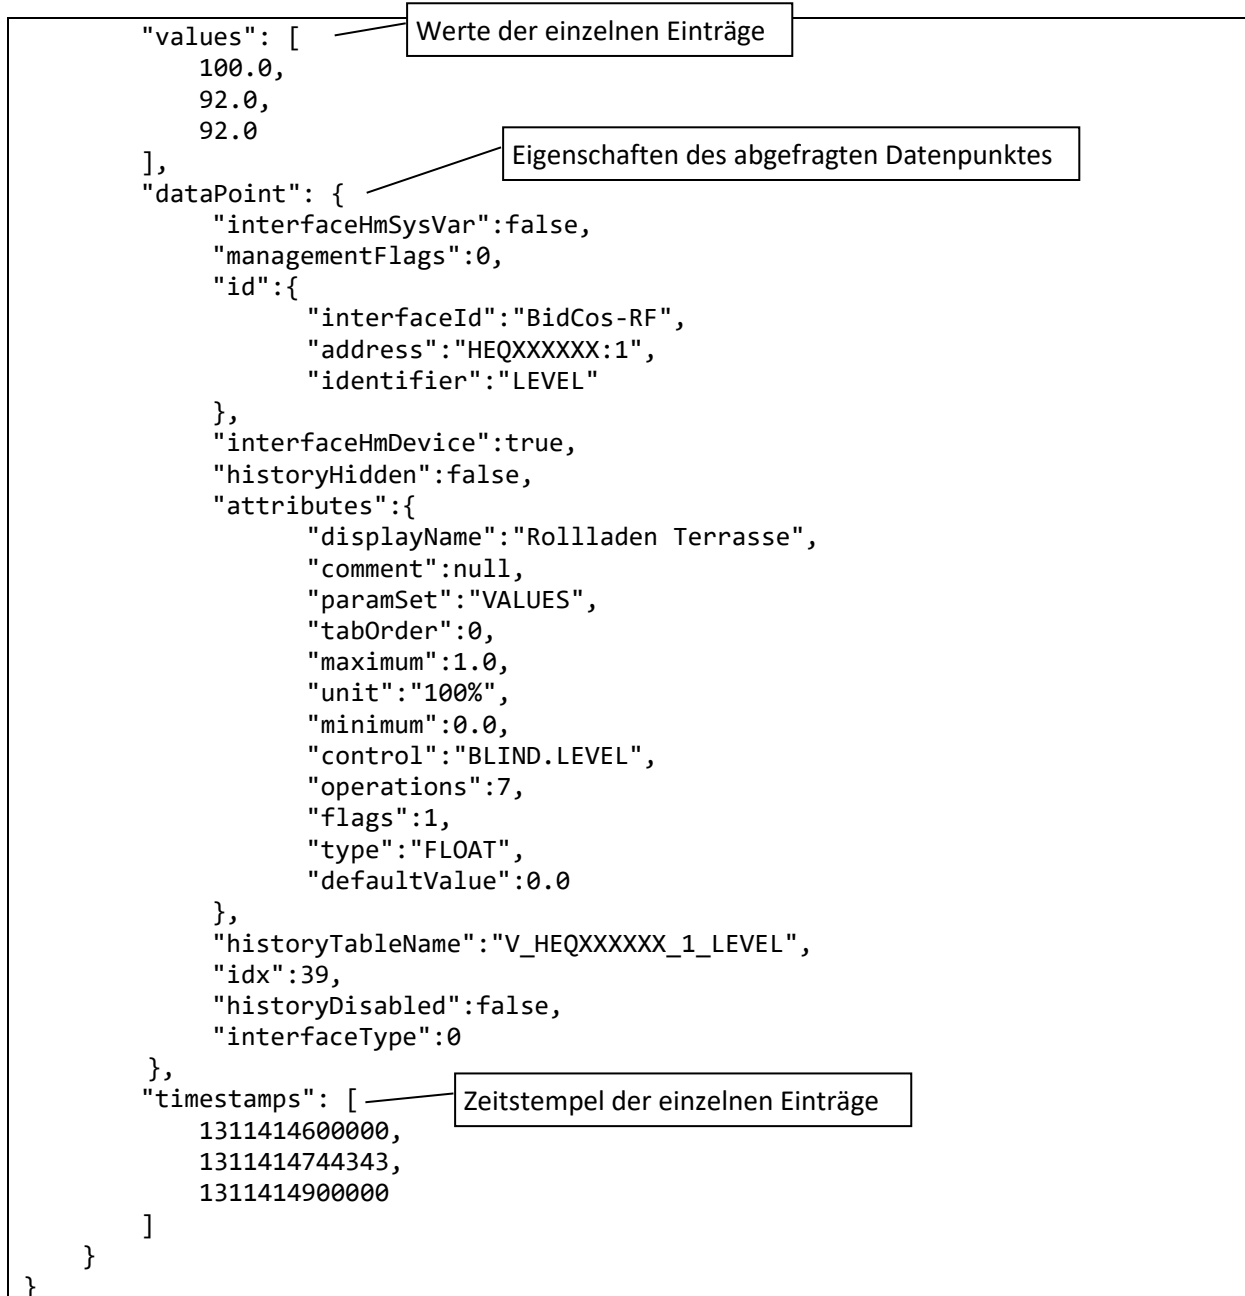 "values": [ Werte der einzelnen Einträge
100.0,
92.0,
92.0
],
Eigenschaften des abgefragten Datenpunktes
"dataPoint": {
"interfaceHmSysVar":false,
"managementFlags":0,
"id":{
"interfaceId":"BidCos-RF",
"address":"HEQXXXXXX:1",
"identifier":"LEVEL"
},
"interfaceHmDevice":true,
"historyHidden":false,
"attributes":{
"displayName":"Rollladen Terrasse",
"comment":null,
"paramSet":"VALUES",
"tabOrder":0,
"maximum":1.0,
"unit":"100%",
"minimum":0.0,
"control":"BLIND.LEVEL",
"operations":7,
"flags":1,
"type":"FLOAT",
"defaultValue":0.0
},
"historyTableName":"V_HEQXXXXXX_1_LEVEL",
"idx":39,
"historyDisabled":false,
"interfaceType":0
},
"timestamps": [ Zeitstempel der einzelnen Einträge
1311414600000,
1311414744343,
1311414900000
]
}
}